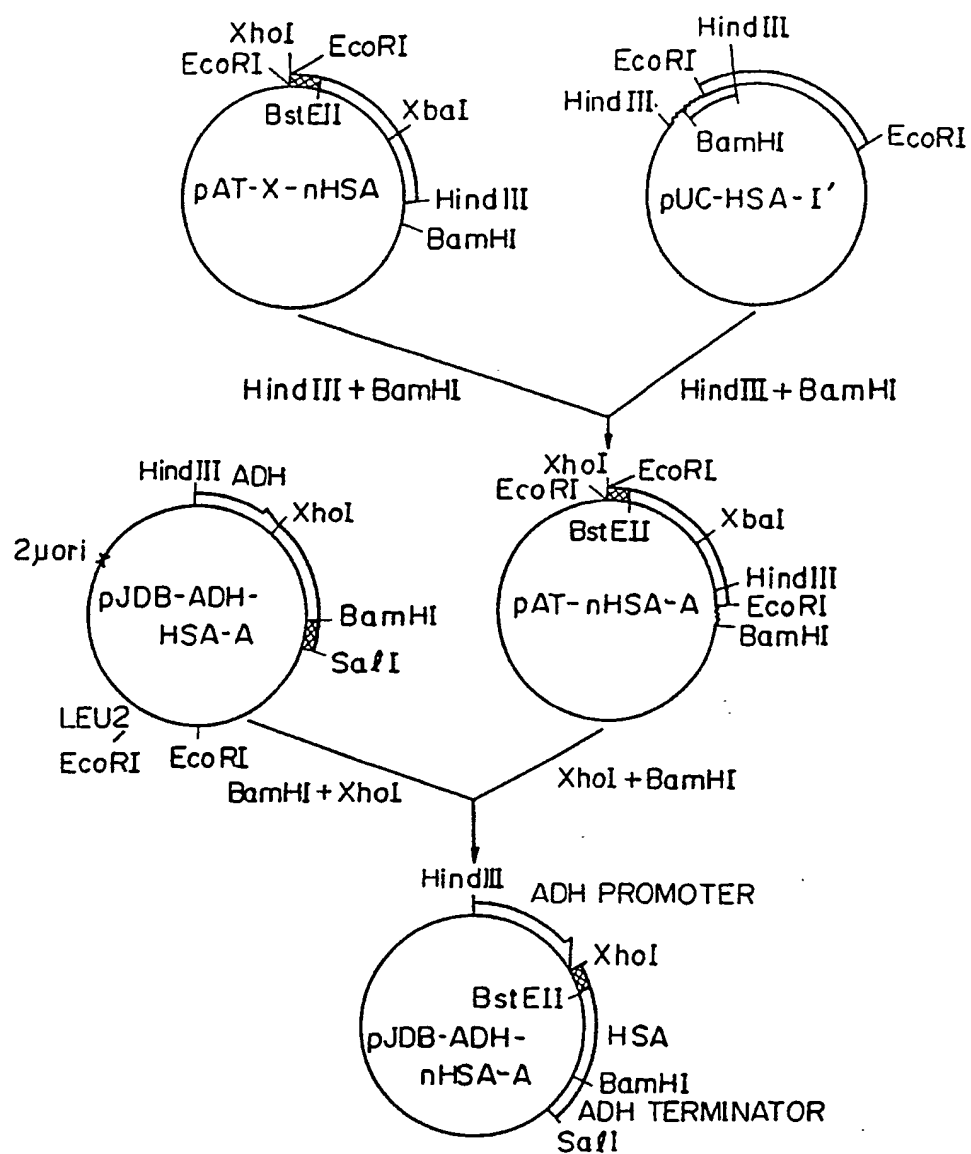 XhoI
EcoRI
EcoRI
BstEII
XbaI
pAT-X-nHSA
HindIII
BamHI
HindIII
EcoRI
HindIII
BamHI
EcoRI
pUC-HSA-I'
HindIII+BamHI
HindIII+BamHI
HindIII ADH
XhoI
2μori
pJDB-ADH-
HSA-A
BamHI
SalI
LEU2
EcoRI
EcoRI
XhoI
EcoRI
EcoRI
BstEII
XbaI
HindIII
EcoRI
BamHI
pAT-nHSA-A
BamHI+XhoI
XhoI+BamHI
HindIII
ADH PROMOTER
XhoI
BstEII
HSA
pJDB-ADH-
nHSA-A
BamHI
ADH TERMINATOR
SalI